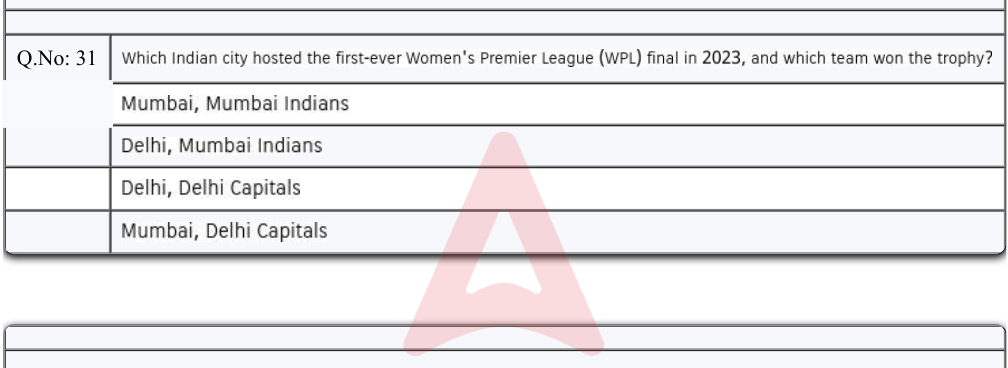 Q.No: 31 Which Indian city hosted the first-ever Women's Premier League (WPL) final in 2023, and which team won the trophy?
Mumbai, Mumbai Indians
Delhi, Mumbai Indians
Delhi, Delhi Capitals
Mumbai, Delhi Capitals